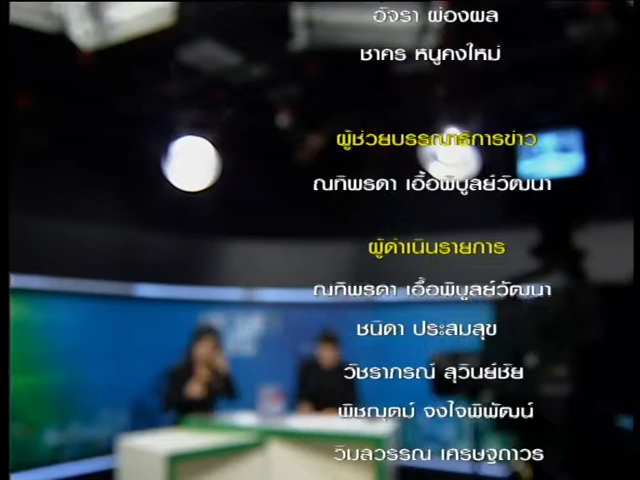 อัจรา ผ่องผล
ชาคร หนูคงใหม่
ผู้ช่วยบรรณาธิการข่าว
ณทิพรดา เอื้อพิบูลย์วัฒนา
ผู้ดำเนินรายการ
ณทิพรดา เอื้อพิบูลย์วัฒนา
ชนิดา ประสมสุข
วัชราภรณ์ สุวินย์ชัย
พิชญุตม์ จงใจพิพัฒน์
วิมลวรรณ เศรษฐถาวร